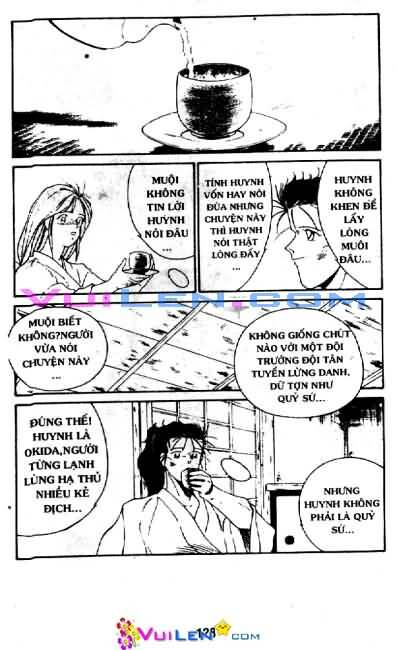 MUỘI
KHÔNG
TIN LỜI
HUYNH
NÓI ĐÂU
...
TÍNH HUYNH
VỐN HAY NÓI
ĐÙA NHƯNG
CHUYỆN NÀY
THÌ HUYNH
NÓI THẬT
LÒNG ĐẤY
...
HUYNH
KHÔNG
KHEN ĐỂ
LẤY
LÒNG
MUỘI
ĐÂU...
VuiLen.com
MUỘI BIẾT
KHÔNG?NGƯỜI
VỪA NÓI
CHUYỆN NÀY
...
KHÔNG GIỐNG CHÚT
NÀO VỚI MỘT ĐỘI
TRƯỞNG ĐỘI TÂN
TUYỂN LỪNG DANH,
DỮ TỢN NHƯ
QUỶ SỨ...
ĐÚNG THẾ!
HUYNH LÀ
OKIDA,NGƯỜI
TỪNG LẠNH
LÙNG HẠ THỦ
NHIỀU KẺ
ĐỊCH...
NHƯNG
HUYNH KHÔNG
PHẢI LÀ QUỶ
SỨ...
128
VuiLen.com